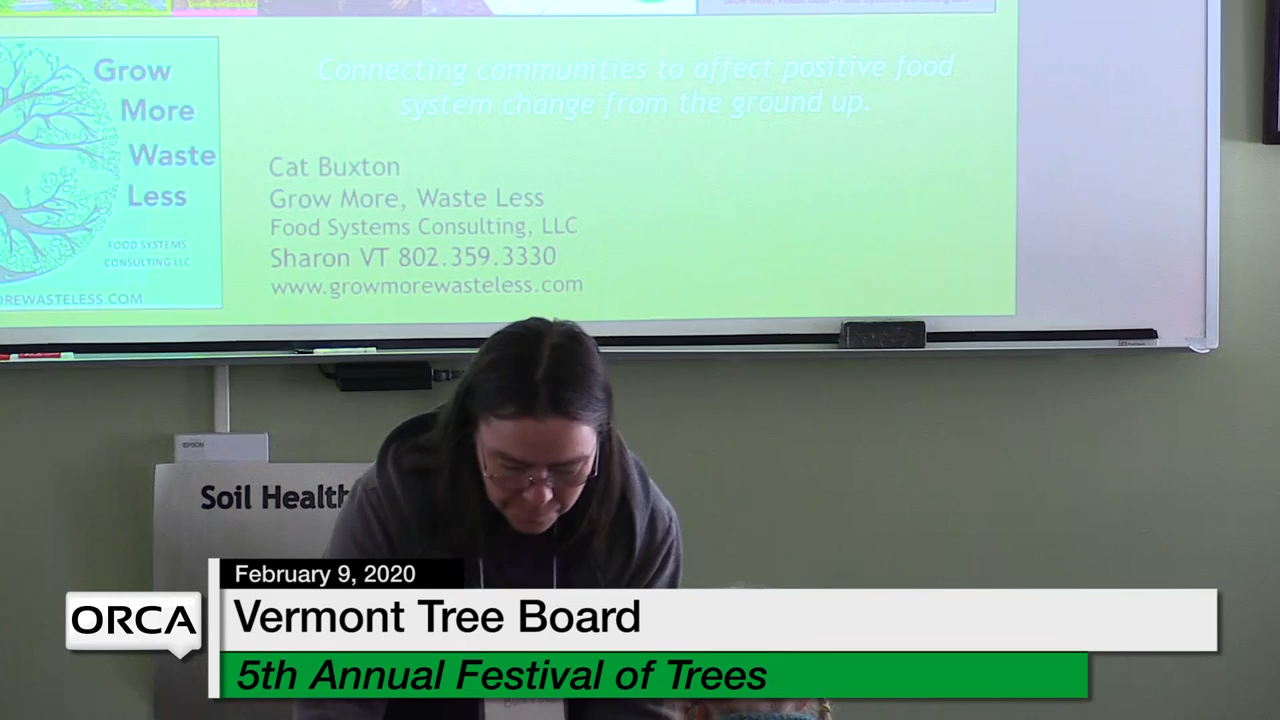 Grow
More
Waste
Less
FOOD SYSTEMS
CONSULTING LLC
OREWASTELESS.COM
Connecting communities to affect positive food
system change from the ground up.
Cat Buxton
Grow More, Waste Less
Food Systems Consulting, LLC
Sharon VT 802.359.3330
www.growmorewasteless.com
EPSON
Soil Health
February 9, 2020
ORCA
Vermont Tree Board
5th Annual Festival of Trees